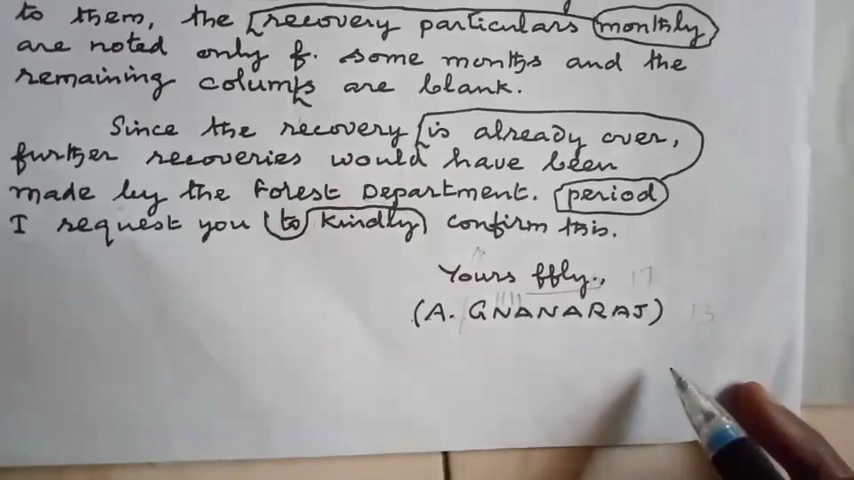 to them, the recovery particulars monthly
are noted only f. some months and the
remaining columns are blank.
Since the recovery is already over,
further recoveries would have been
made by the Forest Department. period
I request you to kindly confirm this.
Yours ffly.,
17
(A. GNANARAJ)
13